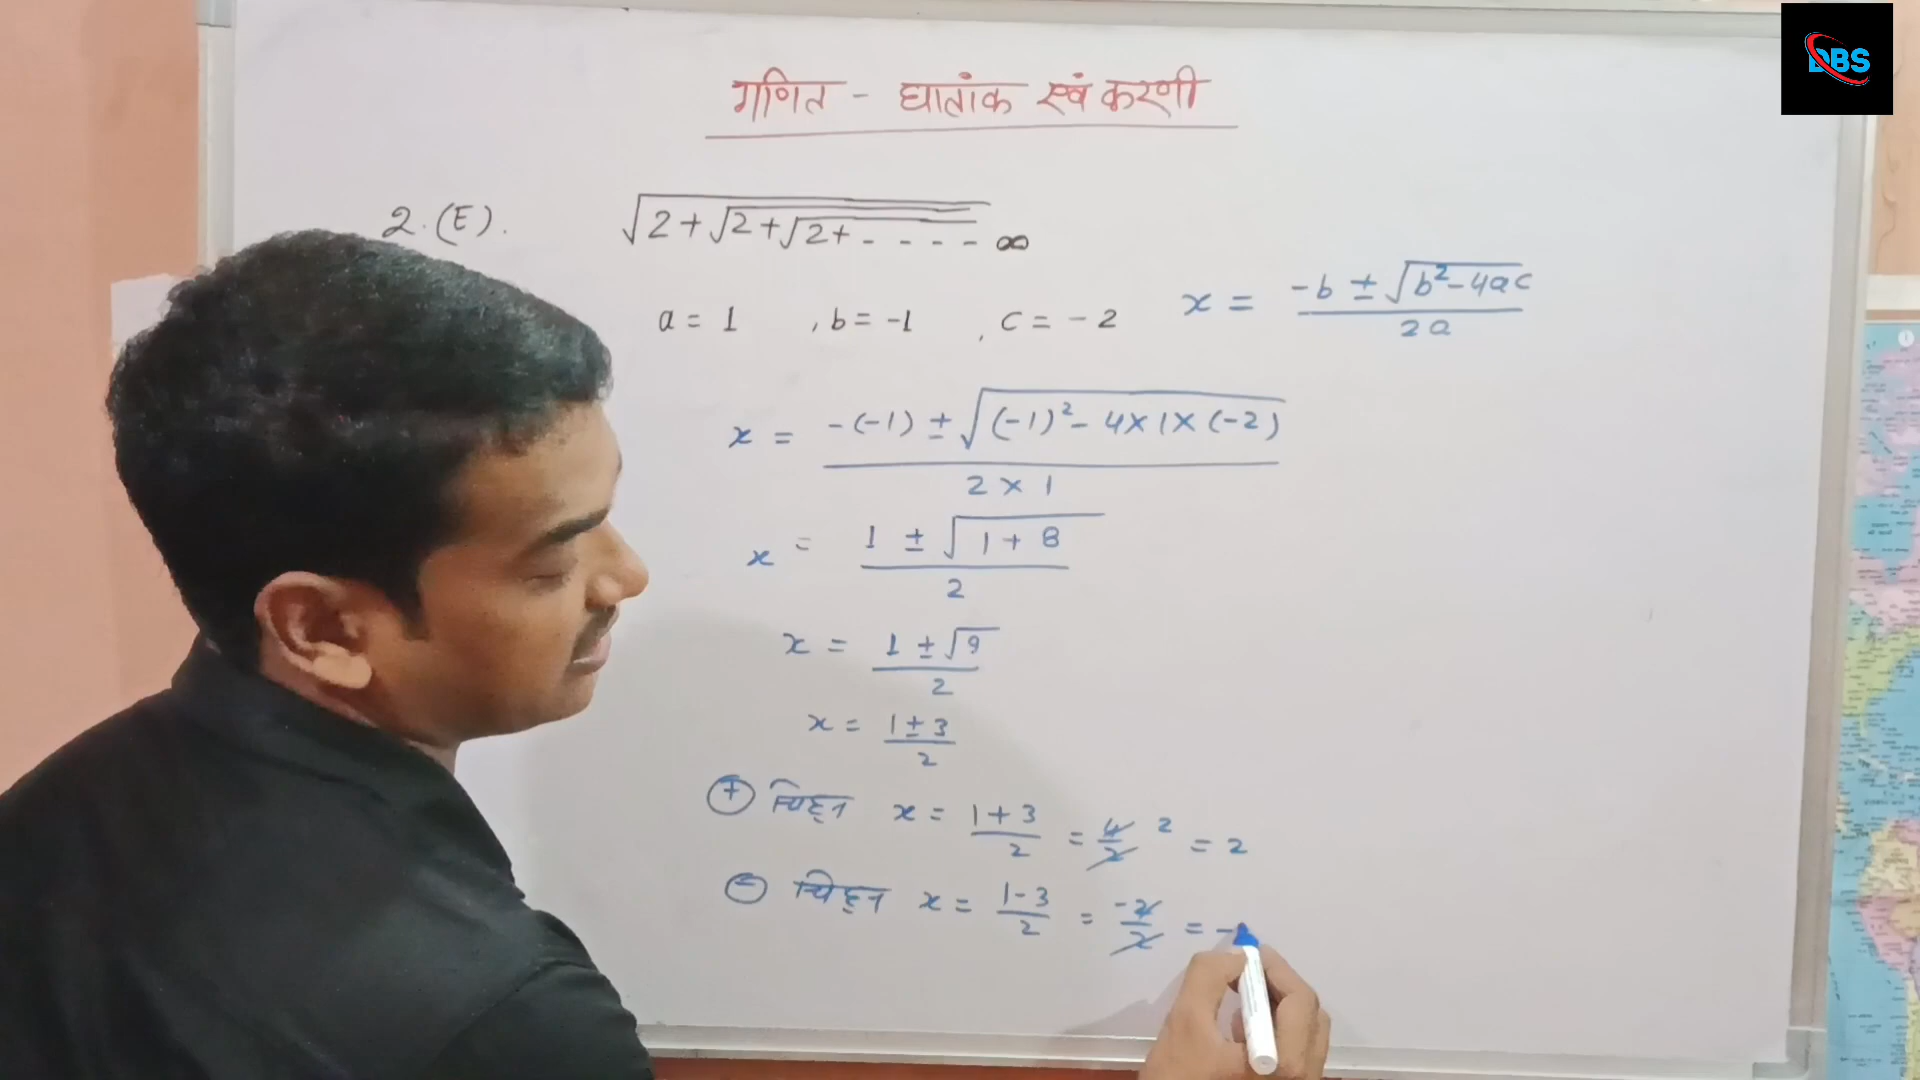 DBS
गणित - घातांक एवं करणी
2.(E). √2+√2+√2+ - - - - ∞
a = 1 , b = -1 , c = -2 x = -b ± √b²-4ac / 2a
x = -(-1) ± √(-1)² - 4×1×(-2) / 2 × 1
x = 1 ± √1 + 8 / 2
x = 1 ± √9 / 2
x = 1 ± 3 / 2
(+) चिह्न x = 1 + 3 / 2 = 4/2 2 = 2
(-) चिह्न x = 1 - 3 / 2 = -2/2 = -